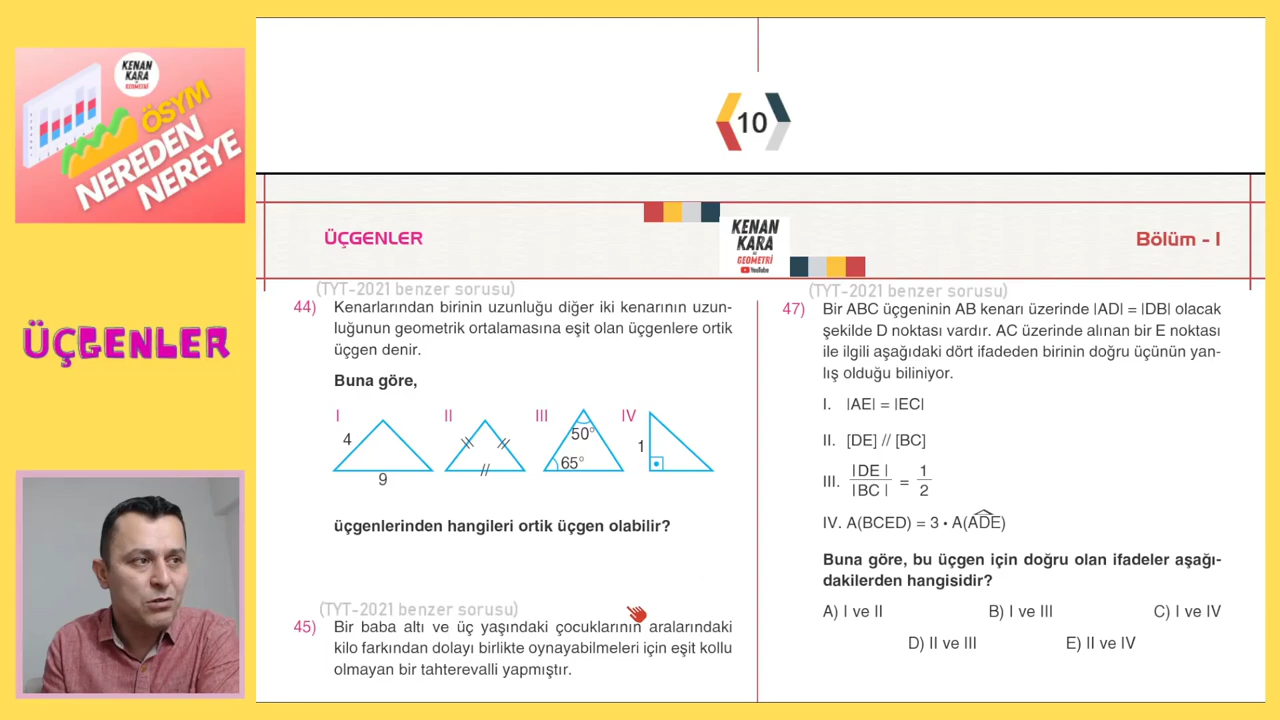 KENAN
KARA
ile
GEOMETRİ
ÖSYM
NEREDEN
NEREYE
ÜÇGENLER
10
ÜÇGENLER
KENAN
KARA
ile
GEOMETRİ
YouTube
Bölüm - I
(TYT-2021 benzer sorusu)
44) Kenarlarından birinin uzunluğu diğer iki kenarının uzun-
luğunun geometrik ortalamasına eşit olan üçgenlere ortik
üçgen denir.
Buna göre,
I II III IV
4 9 50° 65° 1
üçgenlerinden hangileri ortik üçgen olabilir?
(TYT-2021 benzer sorusu)
45) Bir baba altı ve üç yaşındaki çocuklarının aralarındaki
kilo farkından dolayı birlikte oynayabilmeleri için eşit kollu
olmayan bir tahterevalli yapmıştır.
(TYT-2021 benzer sorusu)
47) Bir ABC üçgeninin AB kenarı üzerinde |AD| = |DB| olacak
şekilde D noktası vardır. AC üzerinde alınan bir E noktası
ile ilgili aşağıdaki dört ifadeden birinin doğru üçünün yan-
lış olduğu biliniyor.
I. |AE| = |EC|
II. [DE] // [BC]
III. |DE| / |BC| = 1 / 2
IV. A(BCED) = 3 • A(ADE)
Buna göre, bu üçgen için doğru olan ifadeler aşağı-
dakilerden hangisidir?
A) I ve II B) I ve III C) I ve IV
D) II ve III E) II ve IV